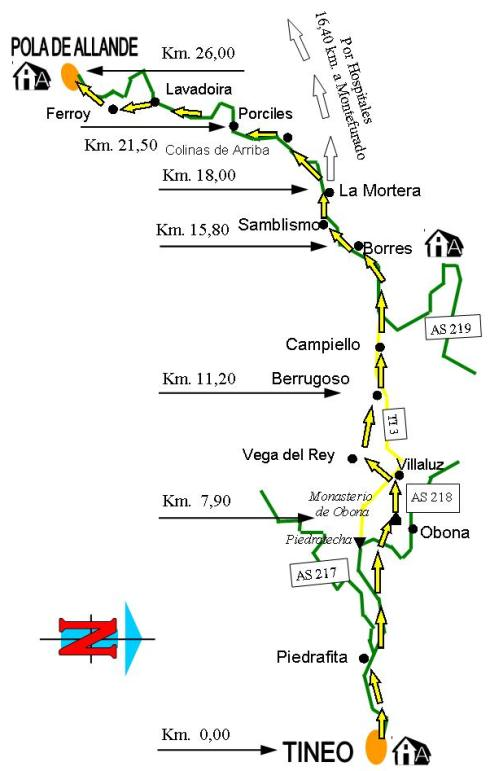 POLA DE ALLANDE
Km. 26,00
A
Lavadoira
Ferroy
Porciles
Km. 21,50
Colinas de Arriba
Por Hospitales
16,40 km. a Montefurado
Km. 18,00
La Mortera
Samblismo
Km. 15,80
Borres
A
AS 219
Campiello
Berrugoso
Km. 11,20
TI 3
Vega del Rey
Villaluz
Monasterio
de Obona
AS 218
Km. 7,90
Obona
Piedratecha
AS 217
N
Piedrafita
Km. 0,00
TINEO
A